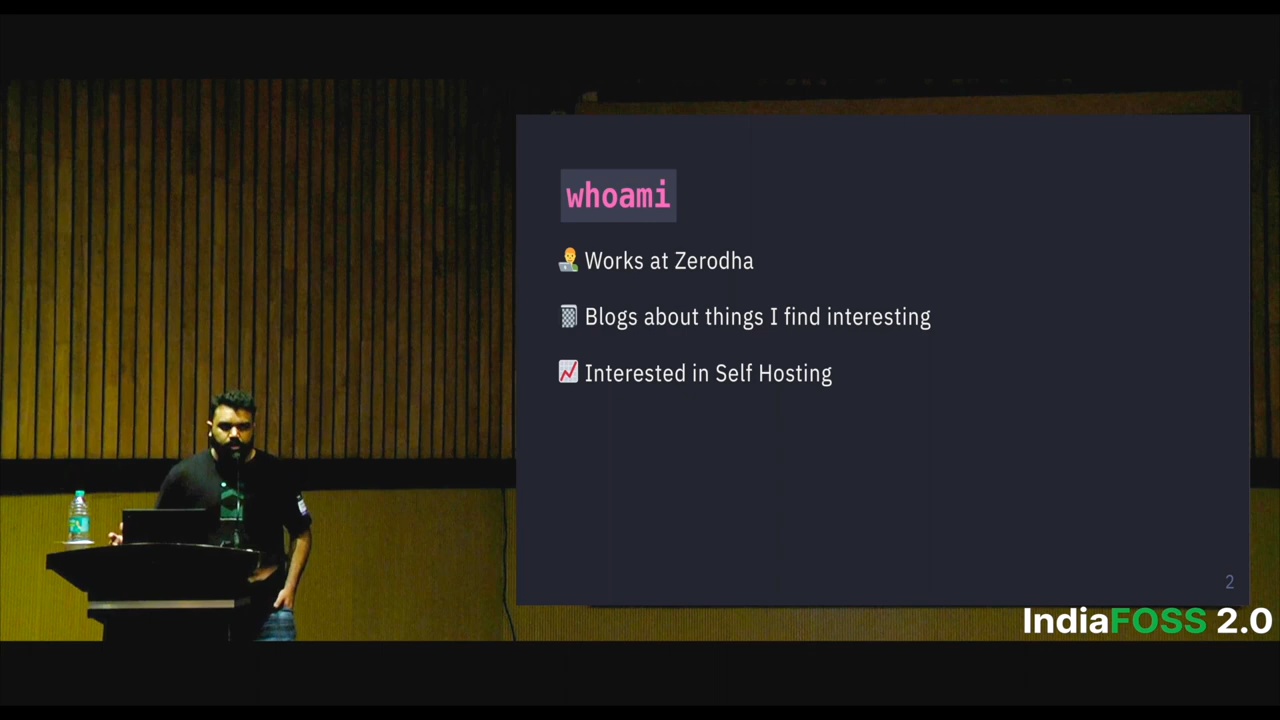 whoami
Works at Zerodha
Blogs about things I find interesting
Interested in Self Hosting
2
IndiaFOSS 2.0